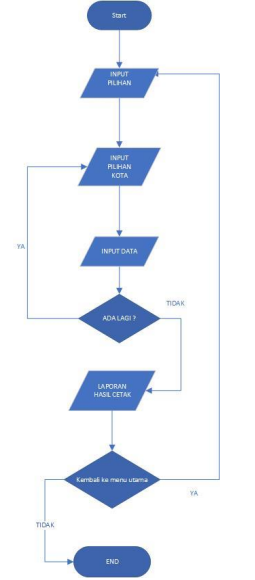 Start
INPUT
PILIHAN
INPUT
PILIHAN
KOTA
YA
INPUT DATA
TIDAK
ADA LAGI ?
LAPORAN
HASIL CETAK
Kembali ke menu utama
YA
TIDAK
END